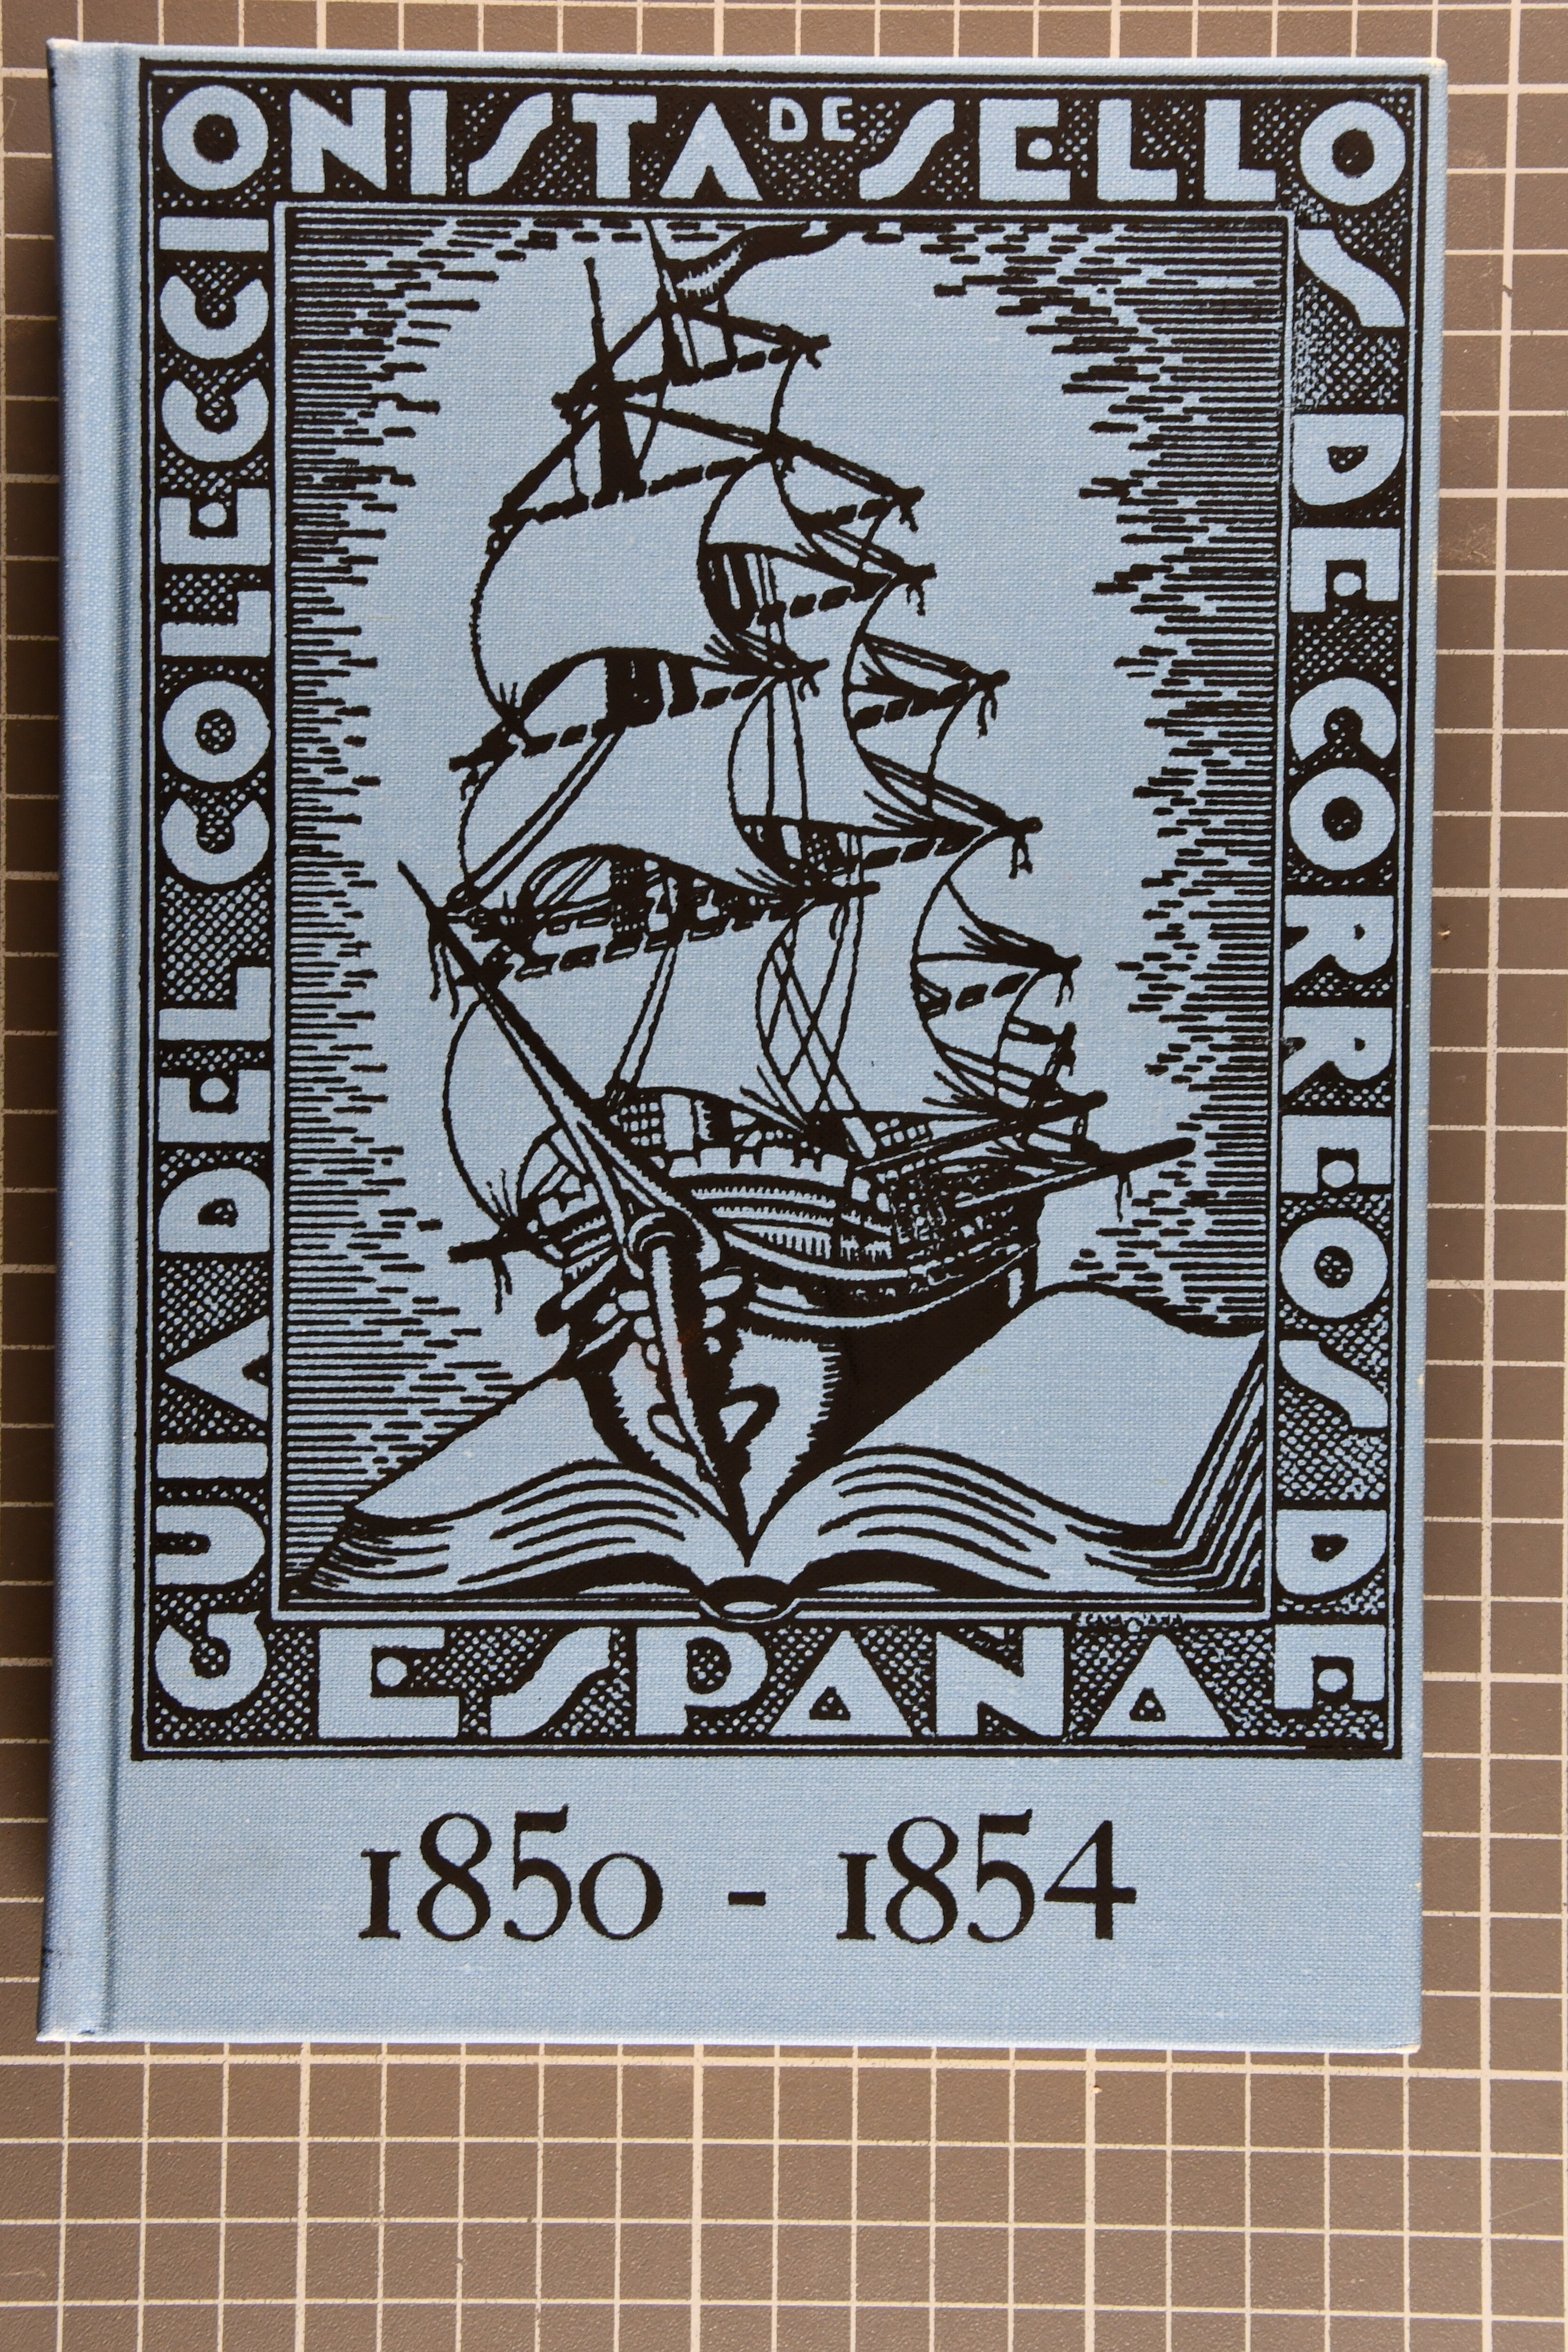 GUIA DEL COLECCIONISTA DE SELLOS DE CORREOS DE ESPAÑA
1850 - 1854